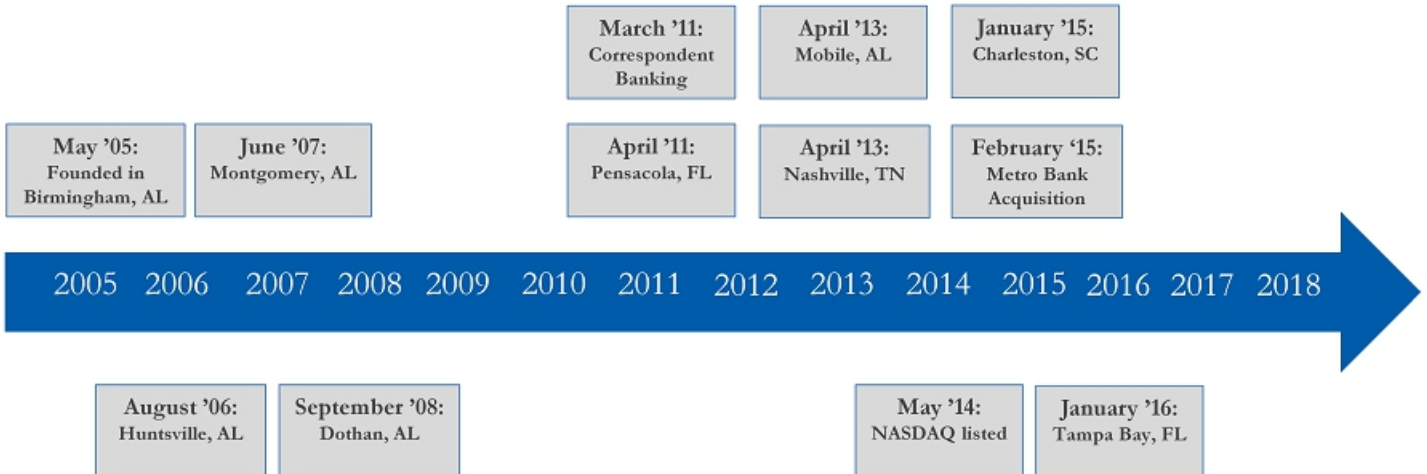 March ’11:
Correspondent
Banking
April ’13:
Mobile, AL
January ’15:
Charleston, SC
May ’05:
Founded in
Birmingham, AL
June ’07:
Montgomery, AL
April ’11:
Pensacola, FL
April ’13:
Nashville, TN
February ‘15:
Metro Bank
Acquisition
2005 2006 2007 2008 2009 2010 2011 2012 2013 2014 2015 2016 2017 2018
August ’06:
Huntsville, AL
September ’08:
Dothan, AL
May ’14:
NASDAQ listed
January ’16:
Tampa Bay, FL